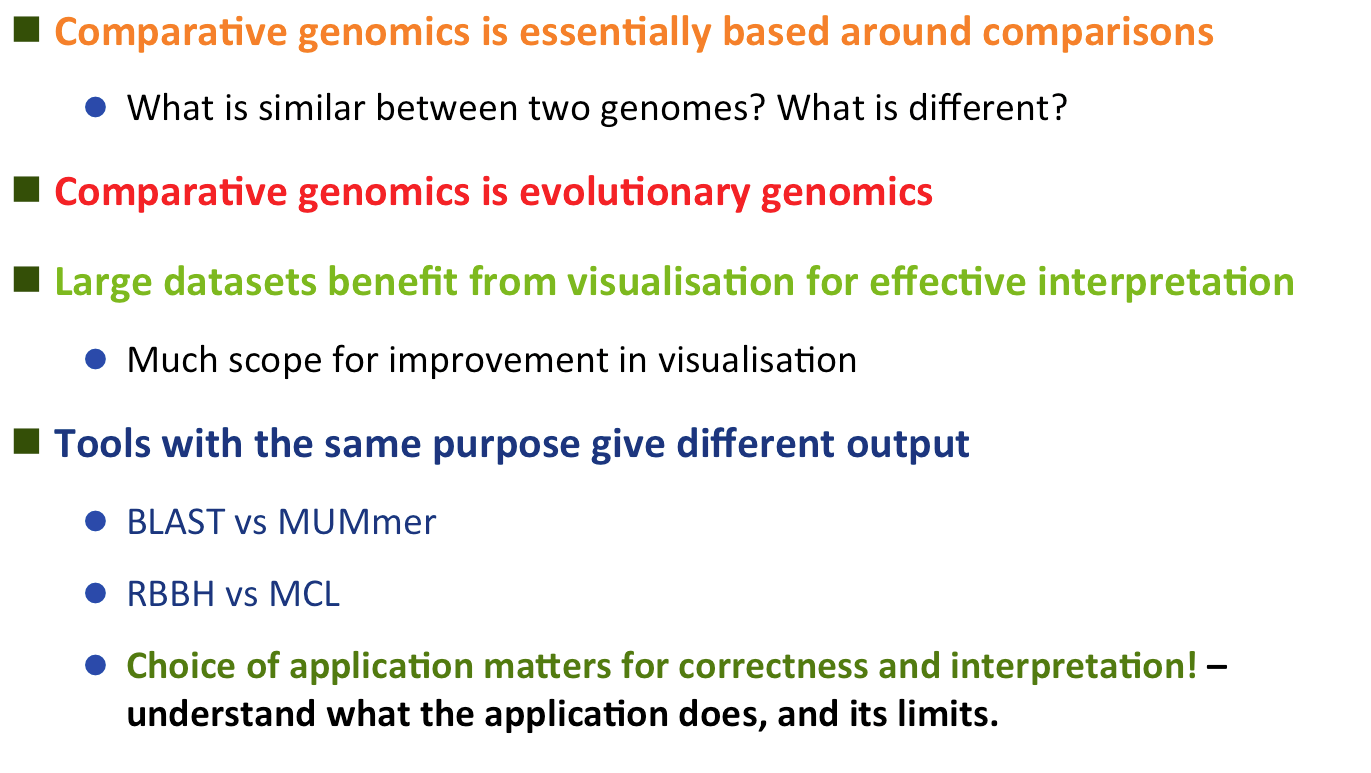 Comparative genomics is essentially based around comparisons
What is similar between two genomes? What is different?
Comparative genomics is evolutionary genomics
Large datasets benefit from visualisation for effective interpretation
Much scope for improvement in visualisation
Tools with the same purpose give different output
BLAST vs MUMmer
RBBH vs MCL
Choice of application matters for correctness and interpretation! –
understand what the application does, and its limits.